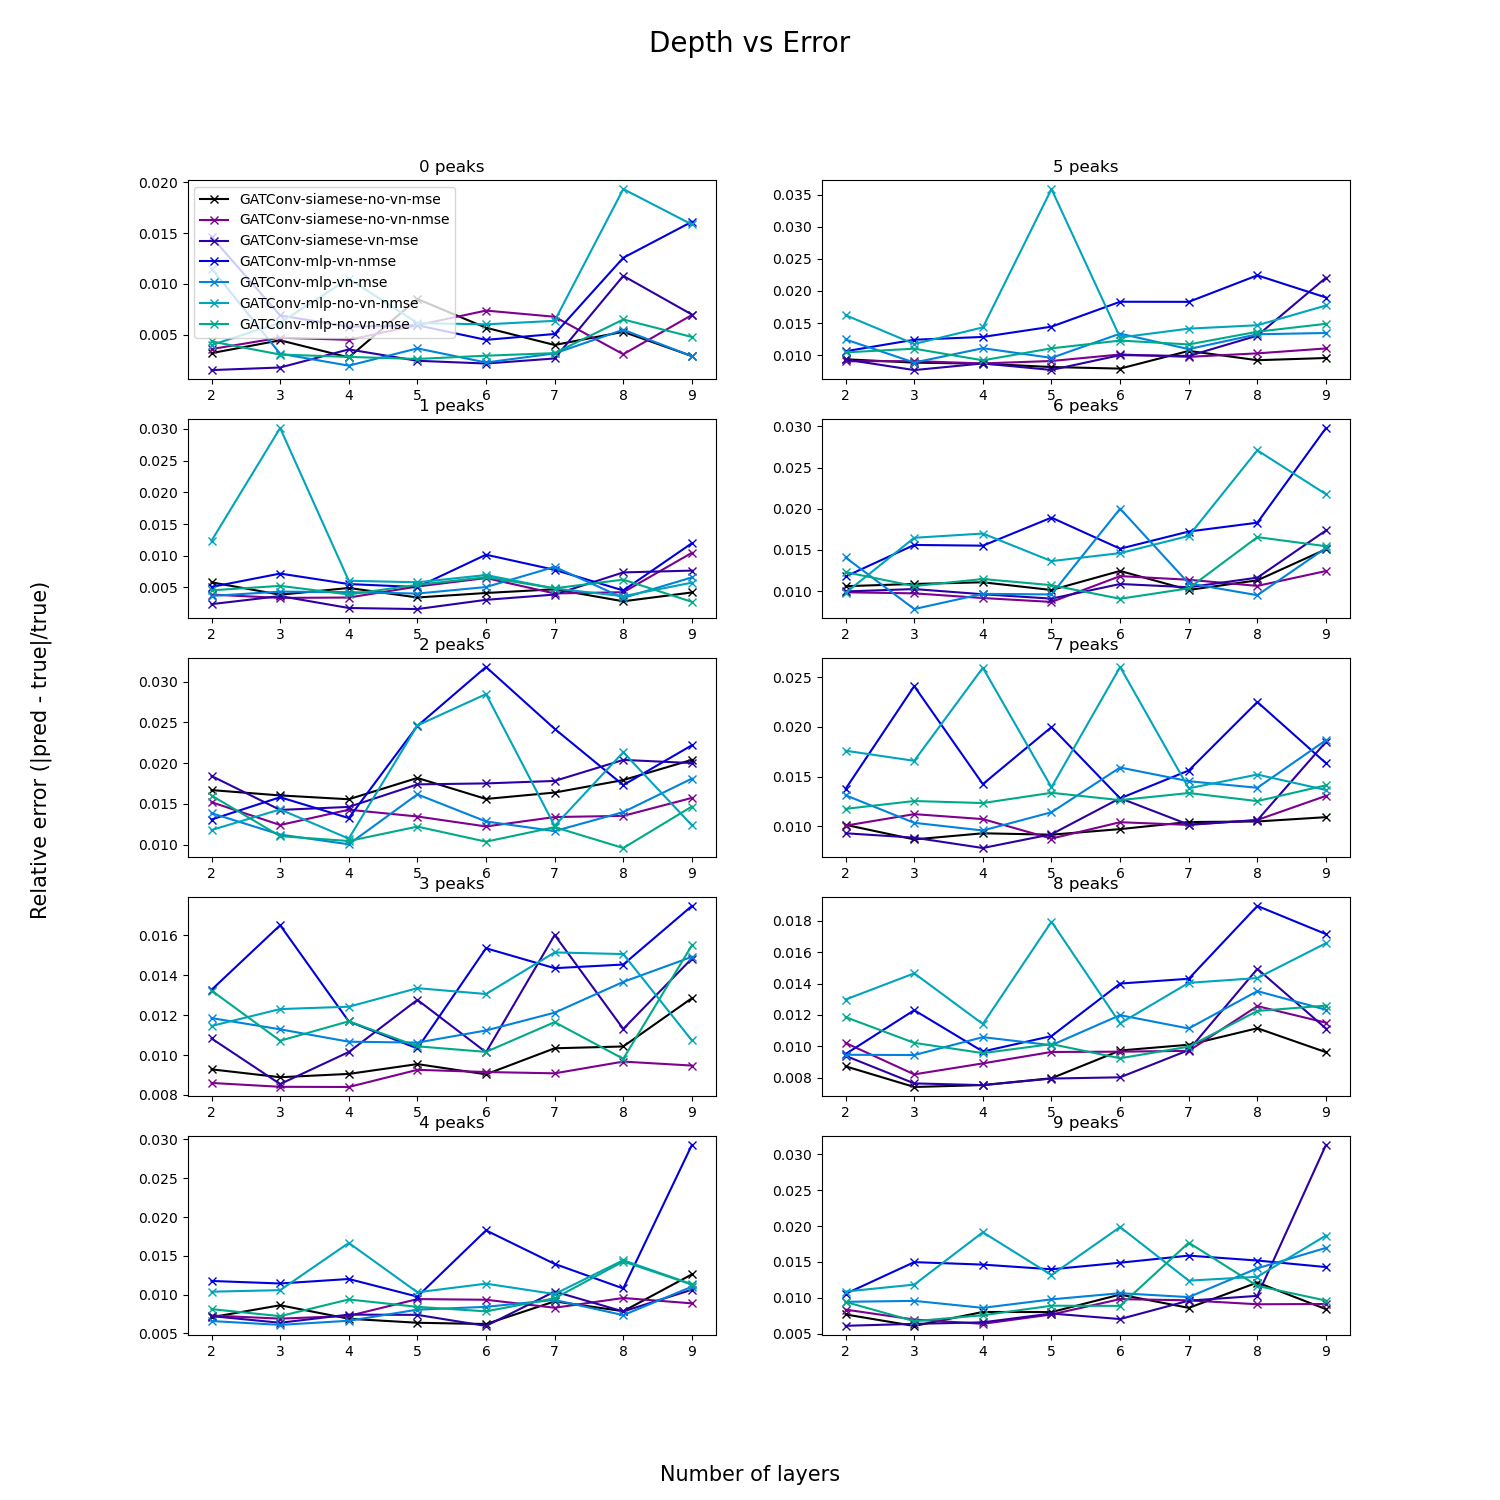 Depth vs Error
0 peaks
0.020
0.015
0.010
0.005
GATConv-siamese-no-vn-mse
GATConv-siamese-no-vn-nmse
GATConv-siamese-vn-mse
GATConv-mlp-vn-nmse
GATConv-mlp-vn-mse
GATConv-mlp-no-vn-nmse
GATConv-mlp-no-vn-mse
2 3 4 5 6 7 8 9
1 peaks
0.030
0.025
0.020
0.015
0.010
0.005
2 3 4 5 6 7 8 9
2 peaks
0.030
0.025
0.020
0.015
0.010
2 3 4 5 6 7 8 9
3 peaks
0.016
0.014
0.012
0.010
0.008
2 3 4 5 6 7 8 9
4 peaks
0.030
0.025
0.020
0.015
0.010
0.005
2 3 4 5 6 7 8 9
5 peaks
0.035
0.030
0.025
0.020
0.015
0.010
2 3 4 5 6 7 8 9
6 peaks
0.030
0.025
0.020
0.015
0.010
2 3 4 5 6 7 8 9
7 peaks
0.025
0.020
0.015
0.010
2 3 4 5 6 7 8 9
8 peaks
0.018
0.016
0.014
0.012
0.010
0.008
2 3 4 5 6 7 8 9
9 peaks
0.030
0.025
0.020
0.015
0.010
0.005
2 3 4 5 6 7 8 9
Relative error (|pred - true|/true)
Number of layers